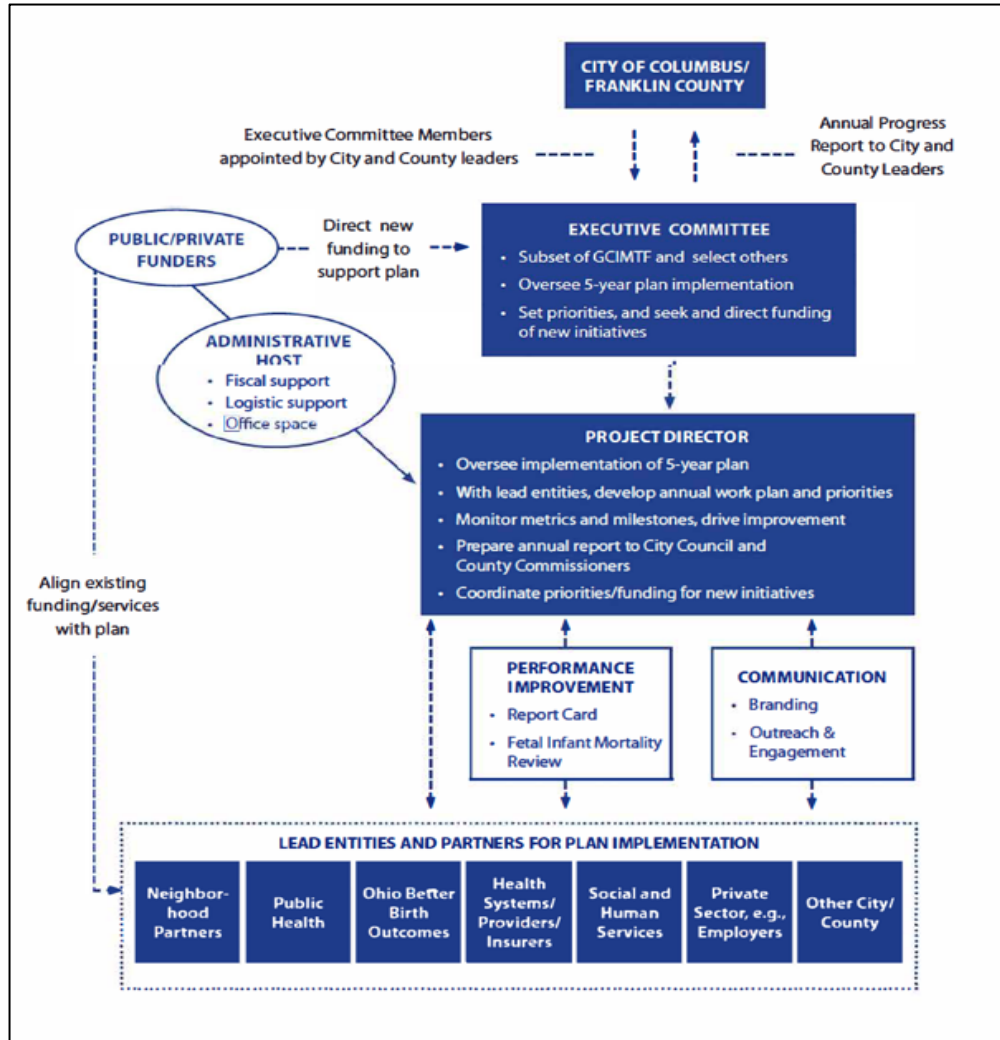 CITY OF COLUMBUS/
FRANKLIN COUNTY
Executive Committee Members
appointed by City and County leaders
Annual Progress
Report to City and
County Leaders
PUBLIC/PRIVATE
FUNDERS
Direct new
funding to
support plan
EXECUTIVE COMMITTEE
• Subset of GCIMTF and select others
• Oversee 5-year plan implementation
• Set priorities, and seek and direct funding
of new initiatives
ADMINISTRATIVE
HOST
• Fiscal support
• Logistic support
• Office space
PROJECT DIRECTOR
• Oversee implementation of 5-year plan
• With lead entities, develop annual work plan and priorities
• Monitor metrics and milestones, drive improvement
• Prepare annual report to City Council and
County Commissioners
• Coordinate priorities/funding for new initiatives
Align existing
funding/services
with plan
PERFORMANCE
IMPROVEMENT
• Report Card
• Fetal Infant Mortality
Review
COMMUNICATION
• Branding
• Outreach &
Engagement
LEAD ENTITIES AND PARTNERS FOR PLAN IMPLEMENTATION
Neighbor-
hood
Partners
Public
Health
Ohio Better
Birth
Outcomes
Health
Systems/
Providers/
Insurers
Social and
Human
Services
Private
Sector, e.g.,
Employers
Other City/
County